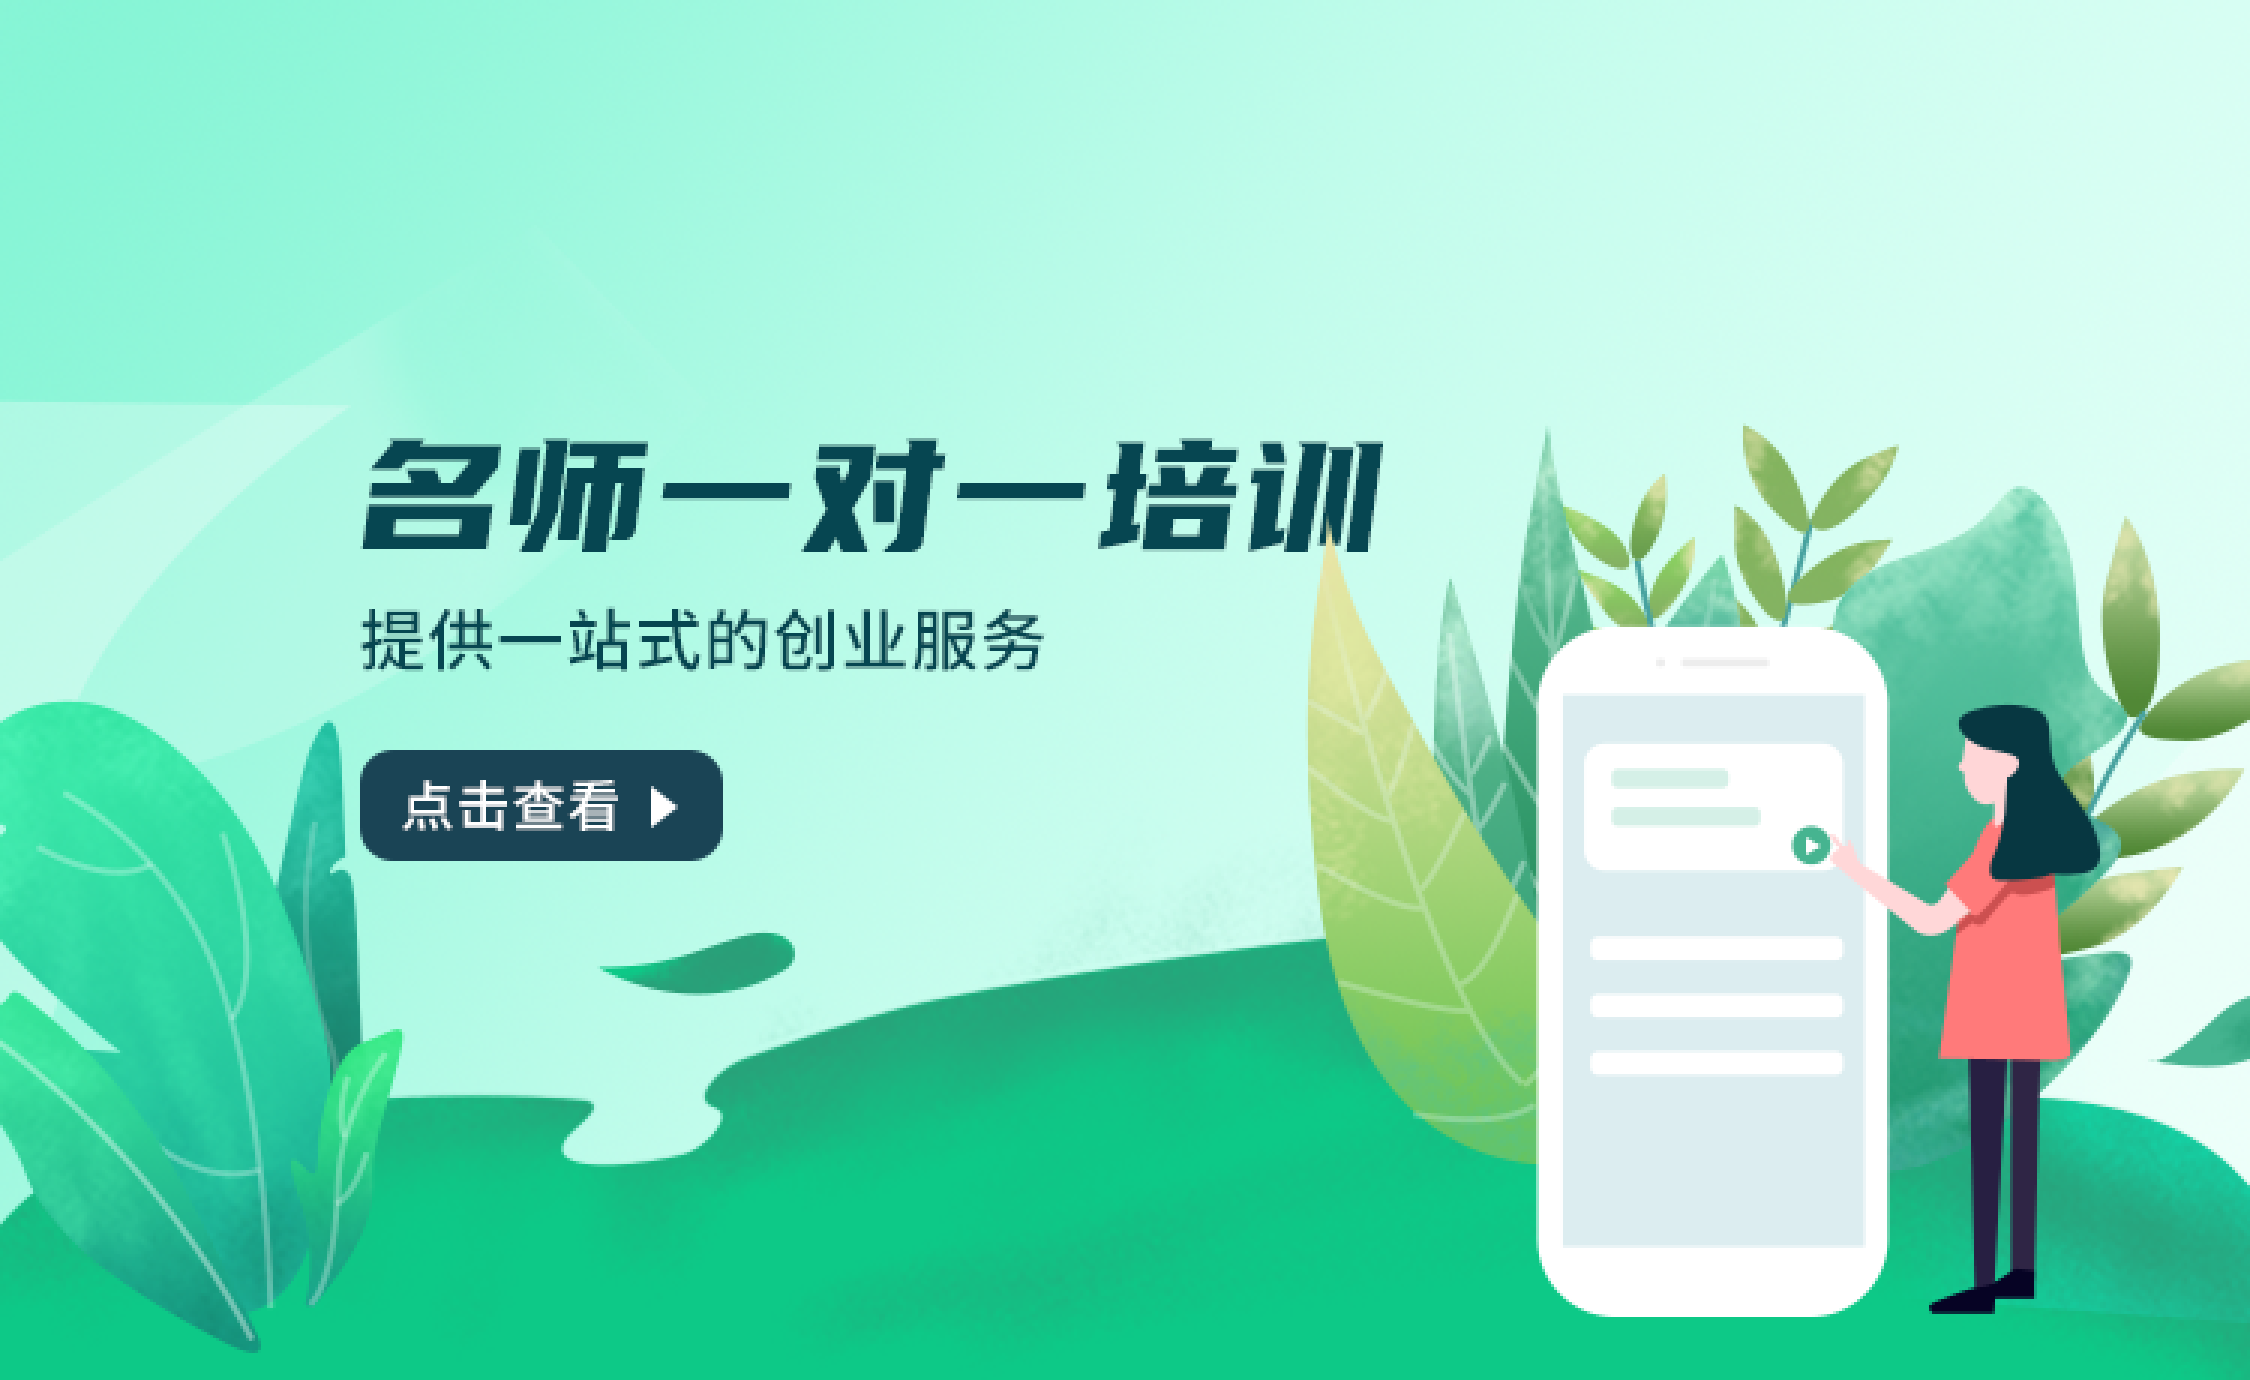 名师一对一培训
提供一站式的创业服务
点击查看